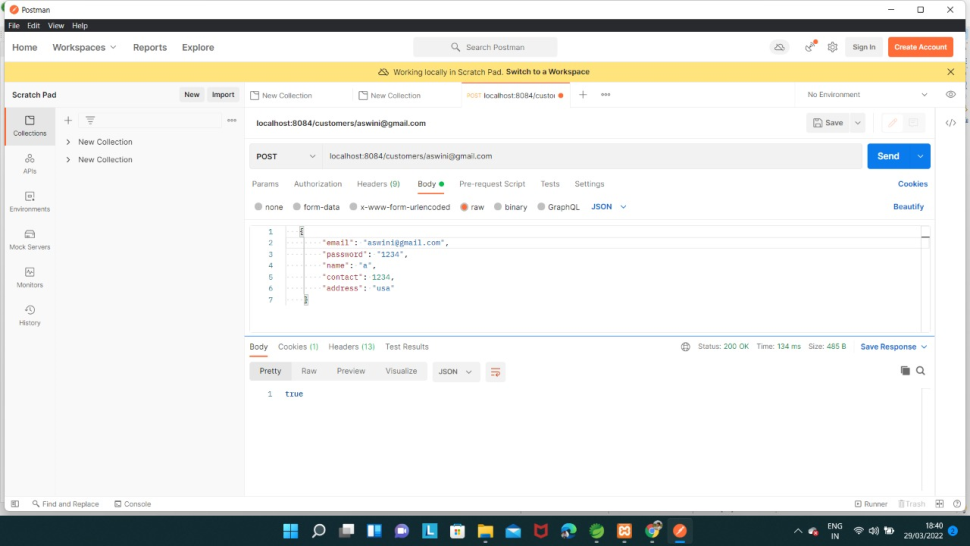 Postman
File Edit View Help
Home Workspaces Reports Explore Search Postman Sign In Create Account
Working locally in Scratch Pad. Switch to a Workspace
Scratch Pad New Import New Collection New Collection POST localhost:8084/custo No Environment
Collections
APIs
Environments
Mock Servers
Monitors
History
New Collection
New Collection
localhost:8084/customers/aswini@gmail.com Save
POST localhost:8084/customers/aswini@gmail.com Send
Params Authorization Headers (9) Body Pre-request Script Tests Settings Cookies
none form-data x-www-form-urlencoded raw binary GraphQL JSON Beautify
1 {
2 "email": "aswini@gmail.com",
3 "password": "1234",
4 "name": "a",
5 "contact": 1234,
6 "address": "usa"
7 }
Body Cookies (1) Headers (13) Test Results Status: 200 OK Time: 134 ms Size: 485 B Save Response
Pretty Raw Preview Visualize JSON
1 true
Find and Replace Console Runner Trash
ENG
IN
18:40
29/03/2022
2